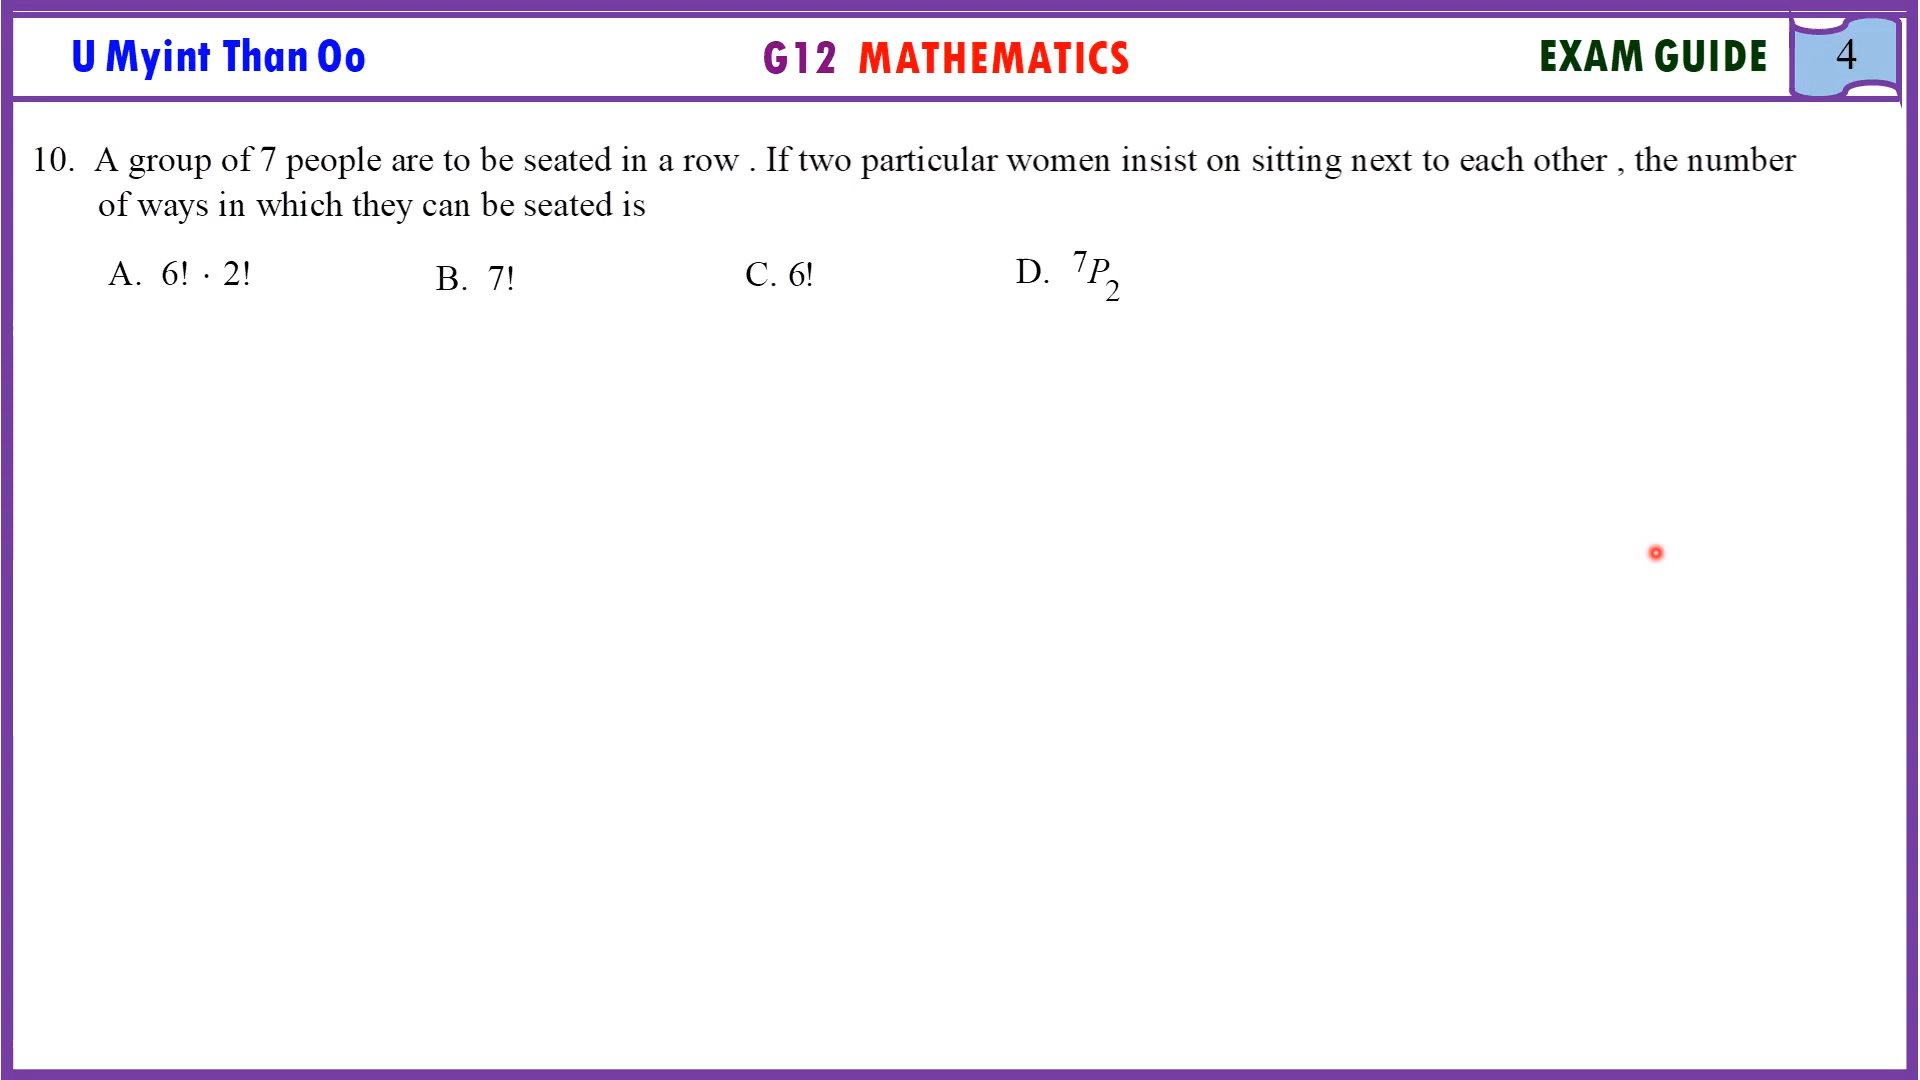 U Myint Than Oo G12 MATHEMATICS EXAM GUIDE 4
10. A group of 7 people are to be seated in a row . If two particular women insist on sitting next to each other , the number
of ways in which they can be seated is
A. 6! · 2! B. 7! C. 6! D. ⁷P₂